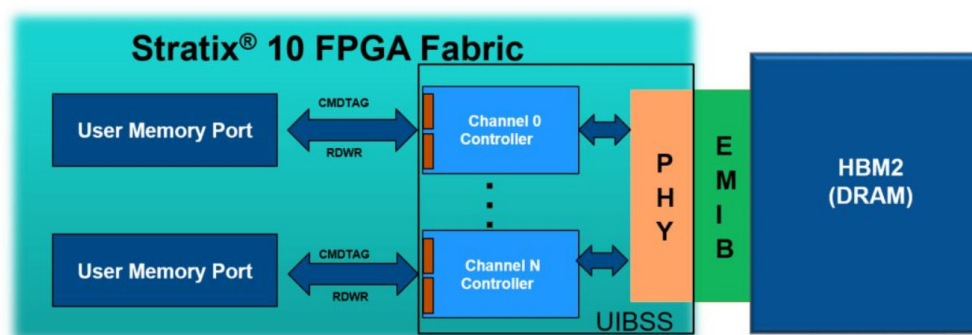 Stratix® 10 FPGA Fabric
User Memory Port
CMDTAG
RDWR
Channel 0
Controller
P
H
Y
E
M
I
B
HBM2
(DRAM)
User Memory Port
CMDTAG
RDWR
Channel N
Controller
UIBSS